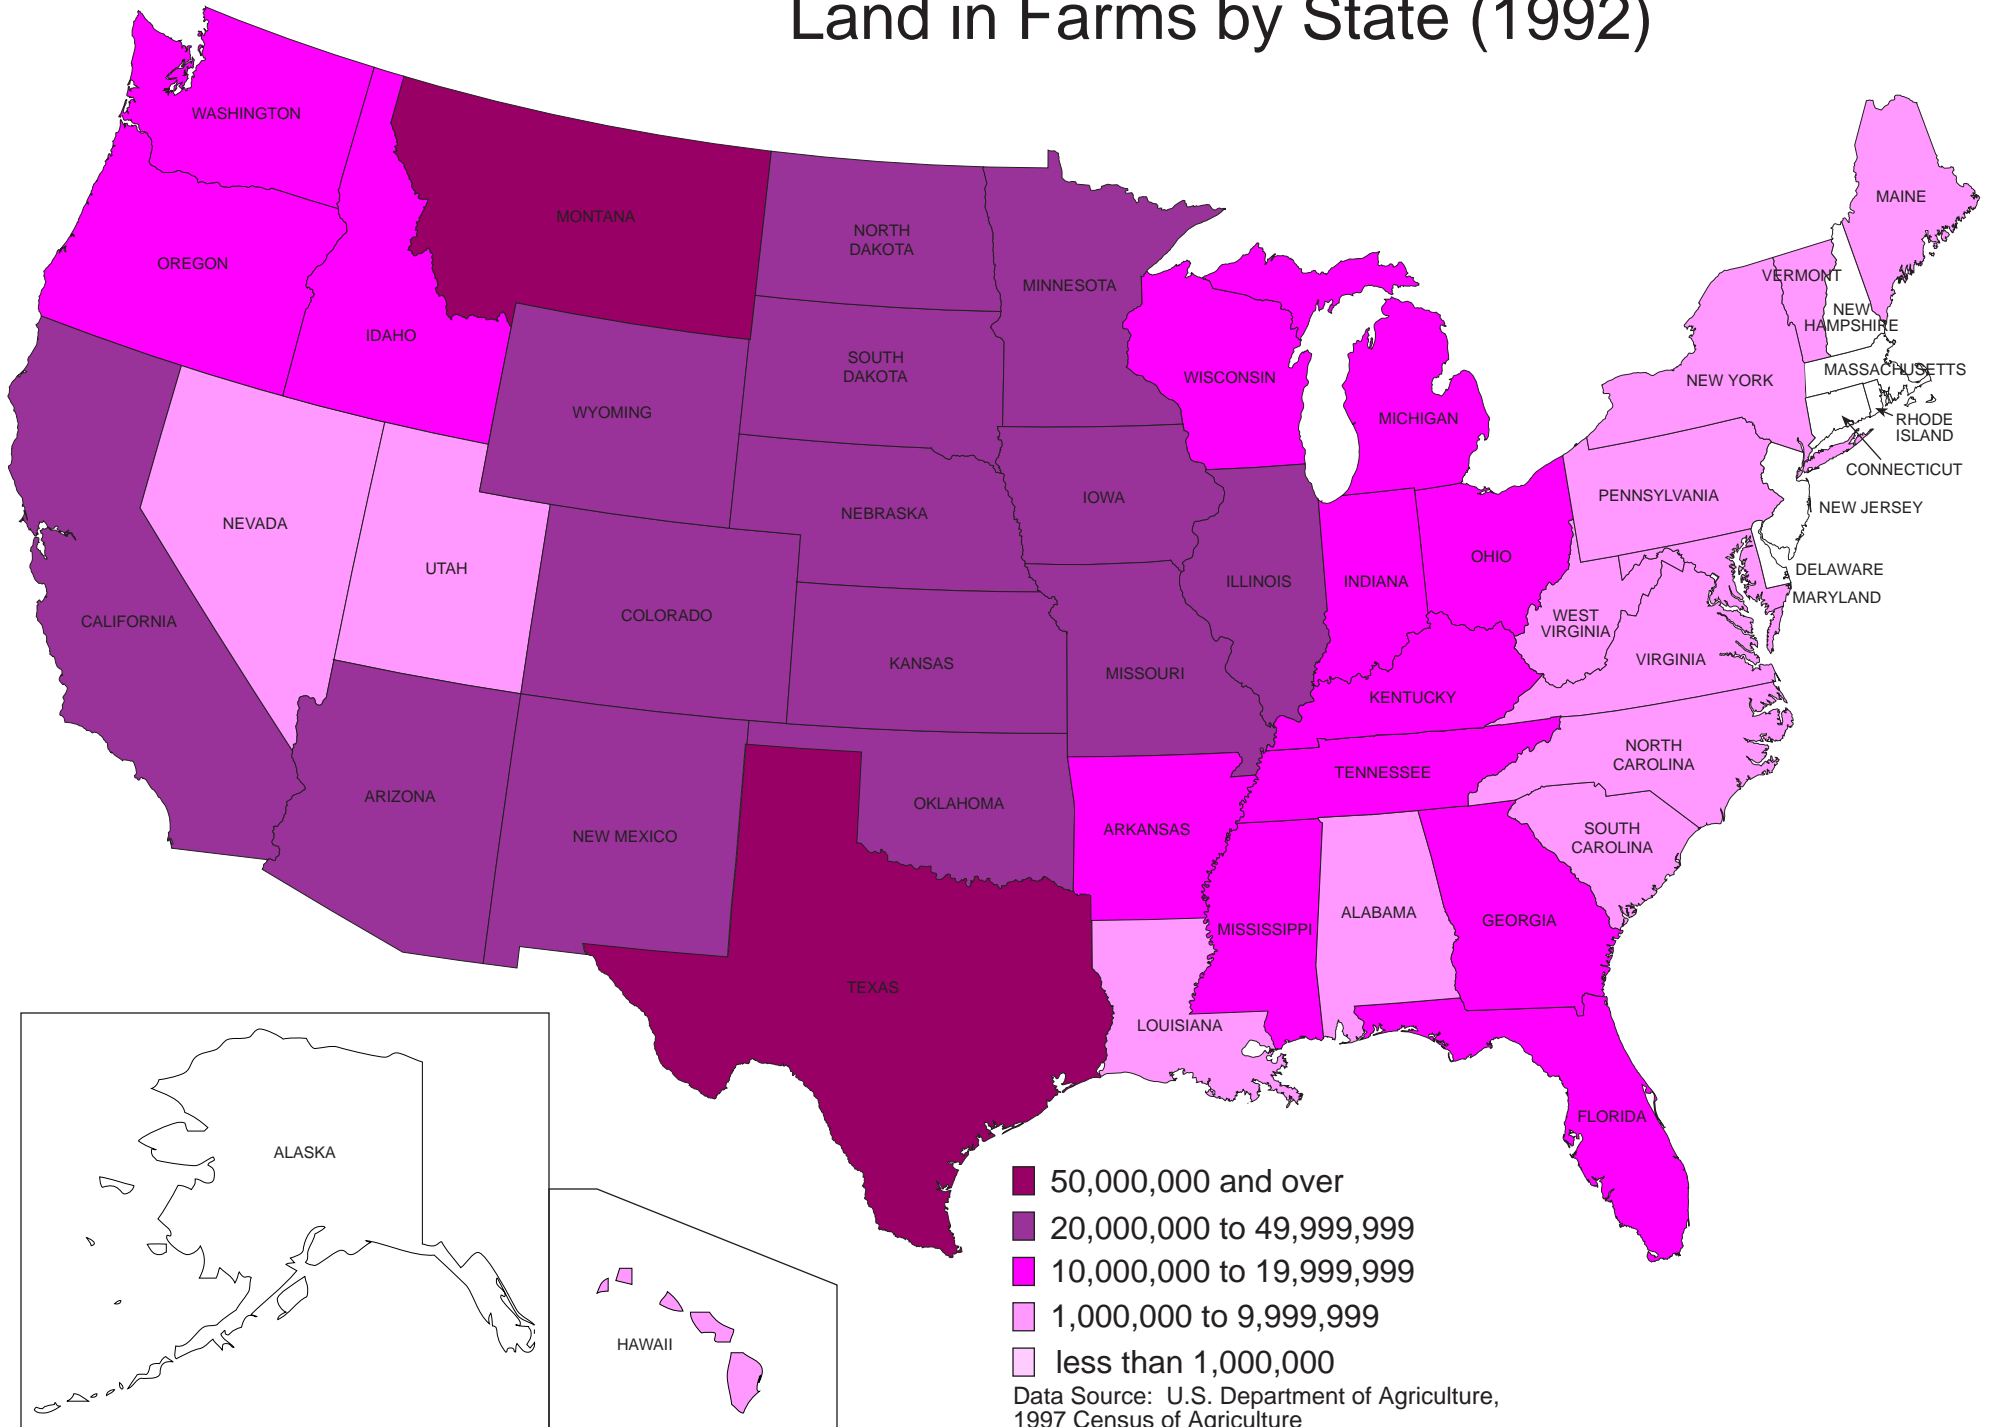 Land in Farms by State (1992)
WASHINGTON
MONTANA
NORTH
DAKOTA
MINNESOTA
MAINE
OREGON
IDAHO
SOUTH
DAKOTA
WYOMING
WISCONSIN
MICHIGAN
VERMONT
NEW
HAMPSHIRE
NEW YORK
MASSACHUSETTS
RHODE
ISLAND
CONNECTICUT
NEVADA
UTAH
NEBRASKA
IOWA
PENNSYLVANIA
NEW JERSEY
CALIFORNIA
COLORADO
KANSAS
MISSOURI
ILLINOIS
INDIANA
OHIO
WEST
VIRGINIA
DELAWARE
MARYLAND
VIRGINIA
KENTUCKY
NORTH
CAROLINA
TENNESSEE
ARIZONA
NEW MEXICO
OKLAHOMA
ARKANSAS
SOUTH
CAROLINA
MISSISSIPPI
ALABAMA
GEORGIA
TEXAS
LOUISIANA
FLORIDA
ALASKA
HAWAII
50,000,000 and over
20,000,000 to 49,999,999
10,000,000 to 19,999,999
1,000,000 to 9,999,999
less than 1,000,000
Data Source: U.S. Department of Agriculture,
1997 Census of Agriculture